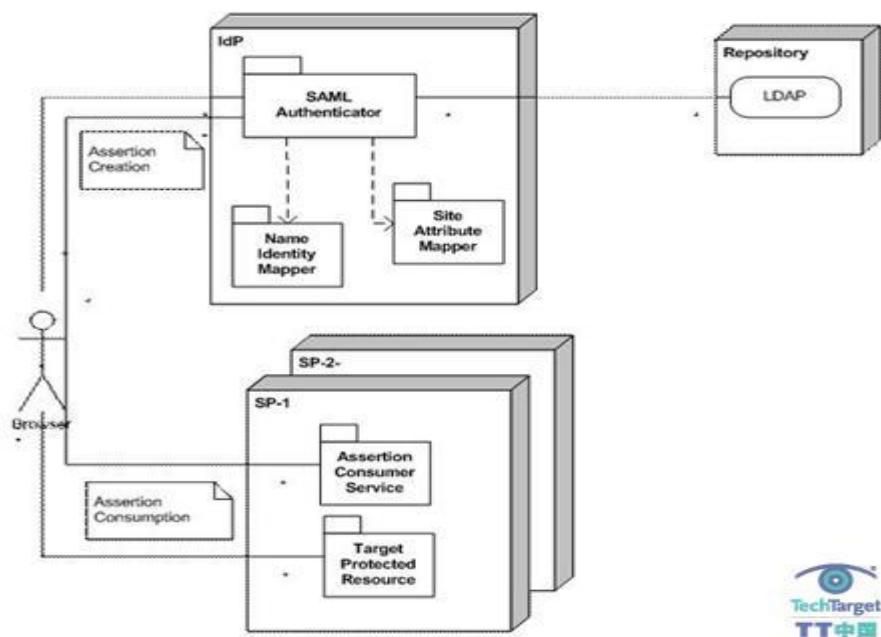 IdP
SAML
Authenticator
Repository
LDAP
Assertion
Creation
Name
Identity
Mapper
Site
Attribute
Mapper
Browser
SP-2-
SP-1
Assertion
Consumer
Service
Assertion
Consumption
Target
Protected
Resource
TechTarget
TT中国